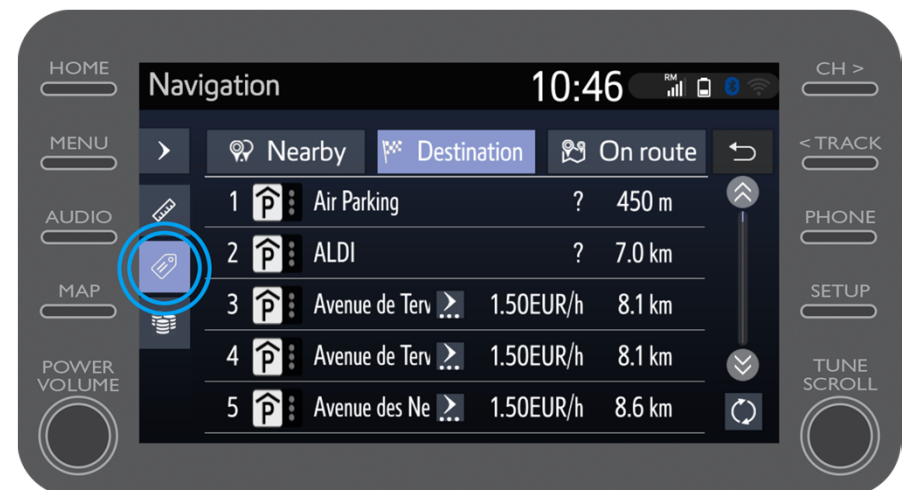 HOME
CH >
Navigation 10:46 RM
MENU
< TRACK
Nearby Destination On route
AUDIO
PHONE
1 P Air Parking ? 450 m
2 P ALDI ? 7.0 km
MAP
SETUP
3 P Avenue de Terv 1.50EUR/h 8.1 km
4 P Avenue de Terv 1.50EUR/h 8.1 km
POWER
VOLUME
TUNE
SCROLL
5 P Avenue des Ne 1.50EUR/h 8.6 km